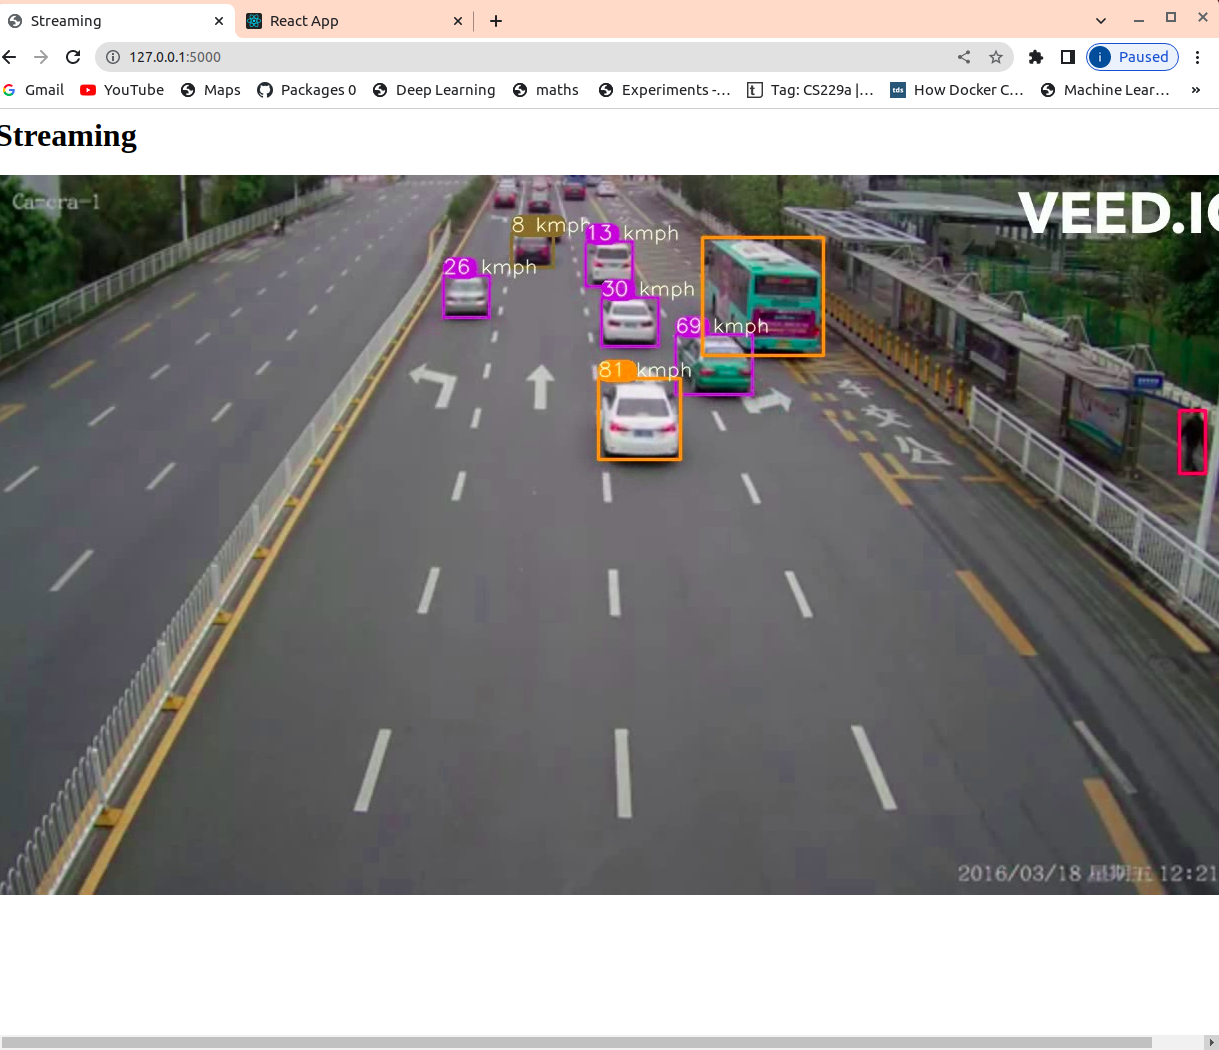 Streaming
React App
127.0.0.1:5000
Paused
Gmail
YouTube
Maps
Packages 0
Deep Learning
maths
Experiments -...
Tag: CS229a |...
How Docker C...
Machine Lear...
Streaming
Camera-1
VEED.IO
8 kmph
13 kmph
26 kmph
30 kmph
69 kmph
81 kmph
2016/03/18 星期五 12:21